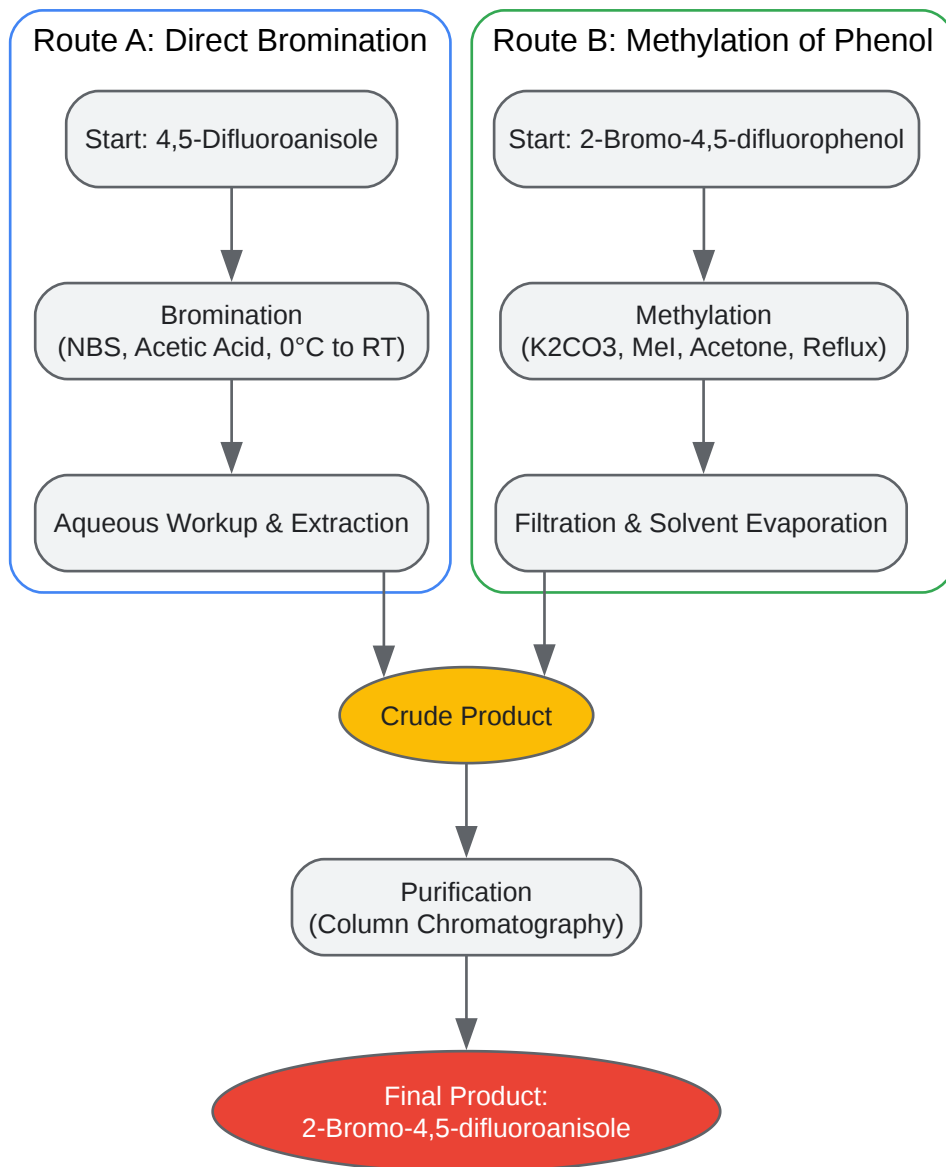 Route A: Direct Bromination
Start: 4,5-Difluoroanisole
Bromination
(NBS, Acetic Acid, 0°C to RT)
Aqueous Workup & Extraction
Route B: Methylation of Phenol
Start: 2-Bromo-4,5-difluorophenol
Methylation
(K2CO3, MeI, Acetone, Reflux)
Filtration & Solvent Evaporation
Crude Product
Purification
(Column Chromatography)
Final Product:
2-Bromo-4,5-difluoroanisole